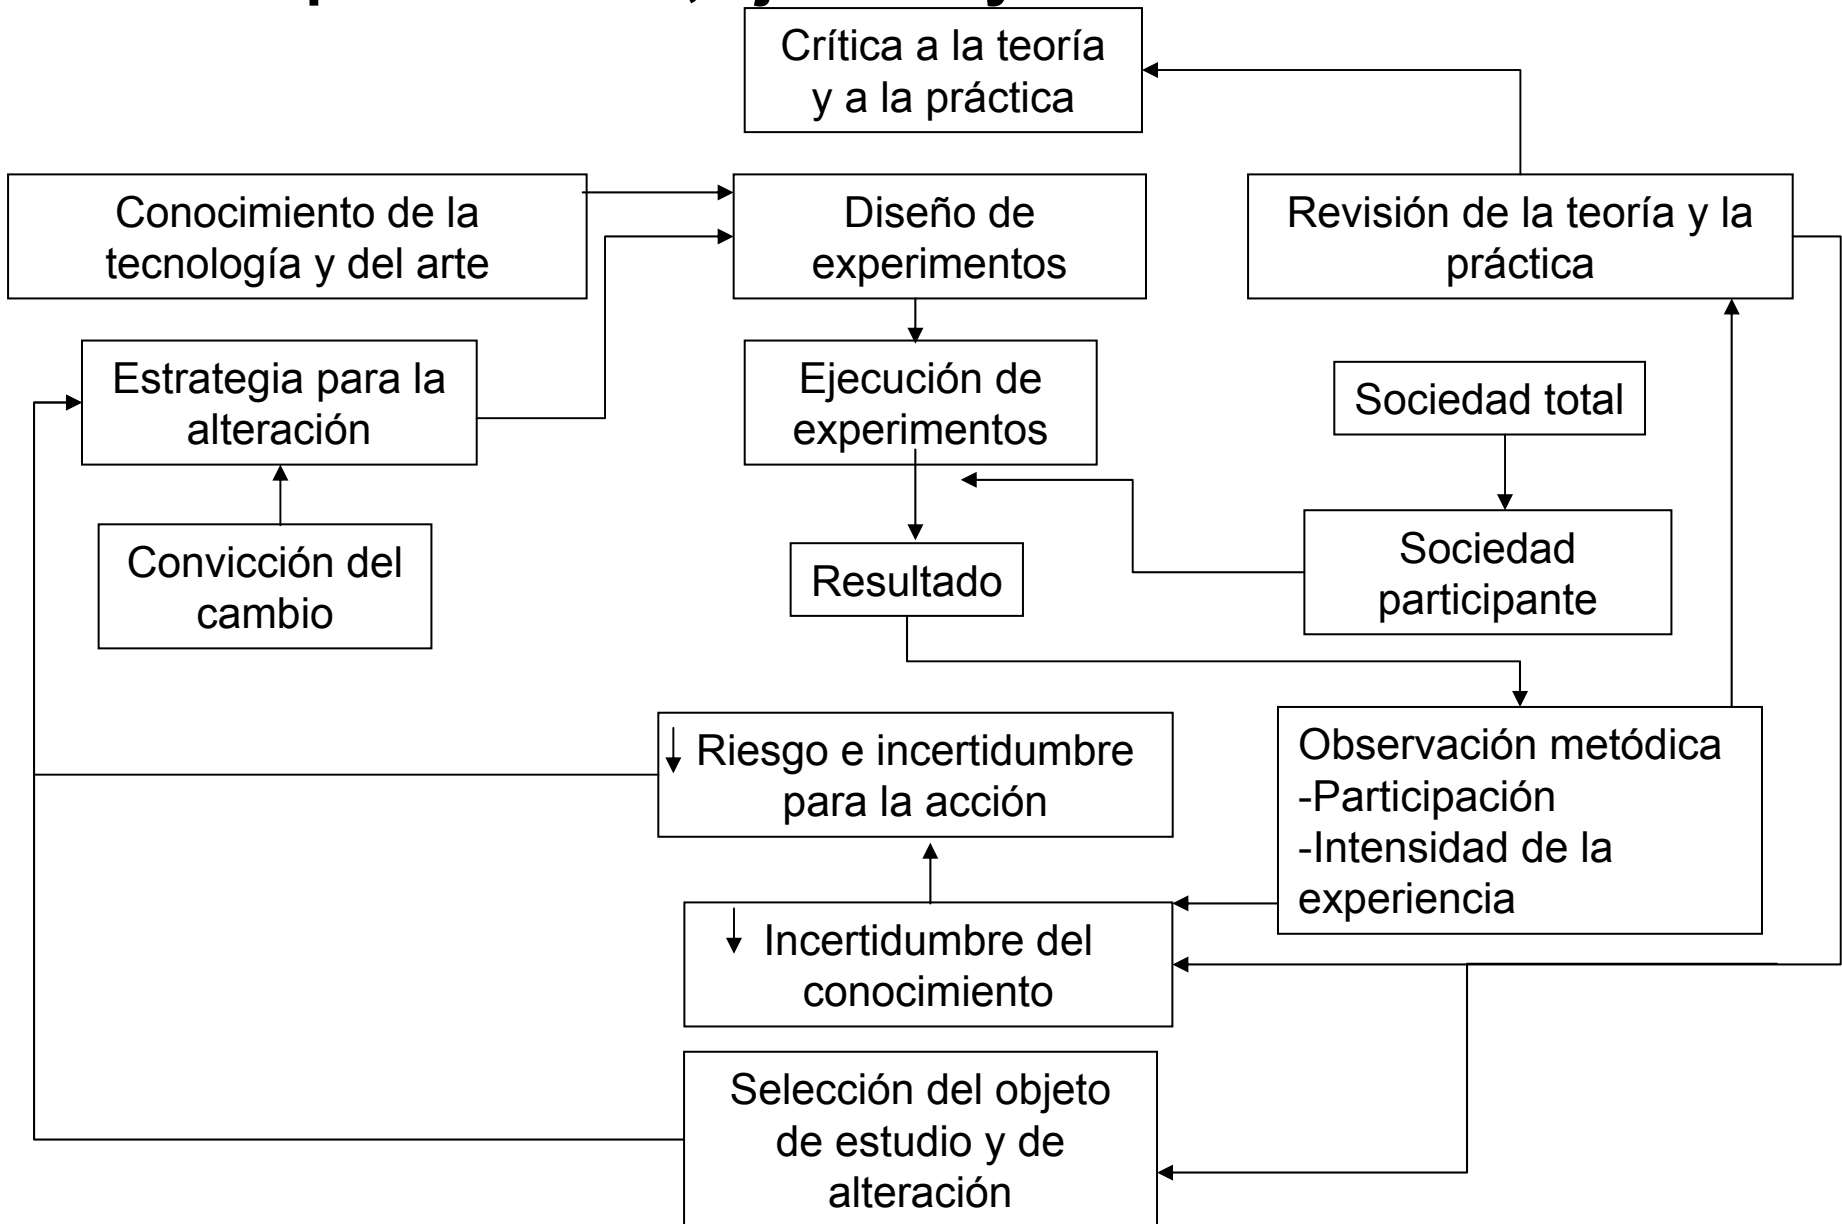 Crítica a la teoría
y a la práctica
Conocimiento de la
tecnología y del arte
Diseño de
experimentos
Revisión de la teoría y la
práctica
Estrategia para la
alteración
Ejecución de
experimentos
Sociedad total
Convicción del
cambio
Resultado
Sociedad
participante
Riesgo e incertidumbre
para la acción
Observación metódica
-Participación
-Intensidad de la
experiencia
Incertidumbre del
conocimiento
Selección del objeto
de estudio y de
alteración